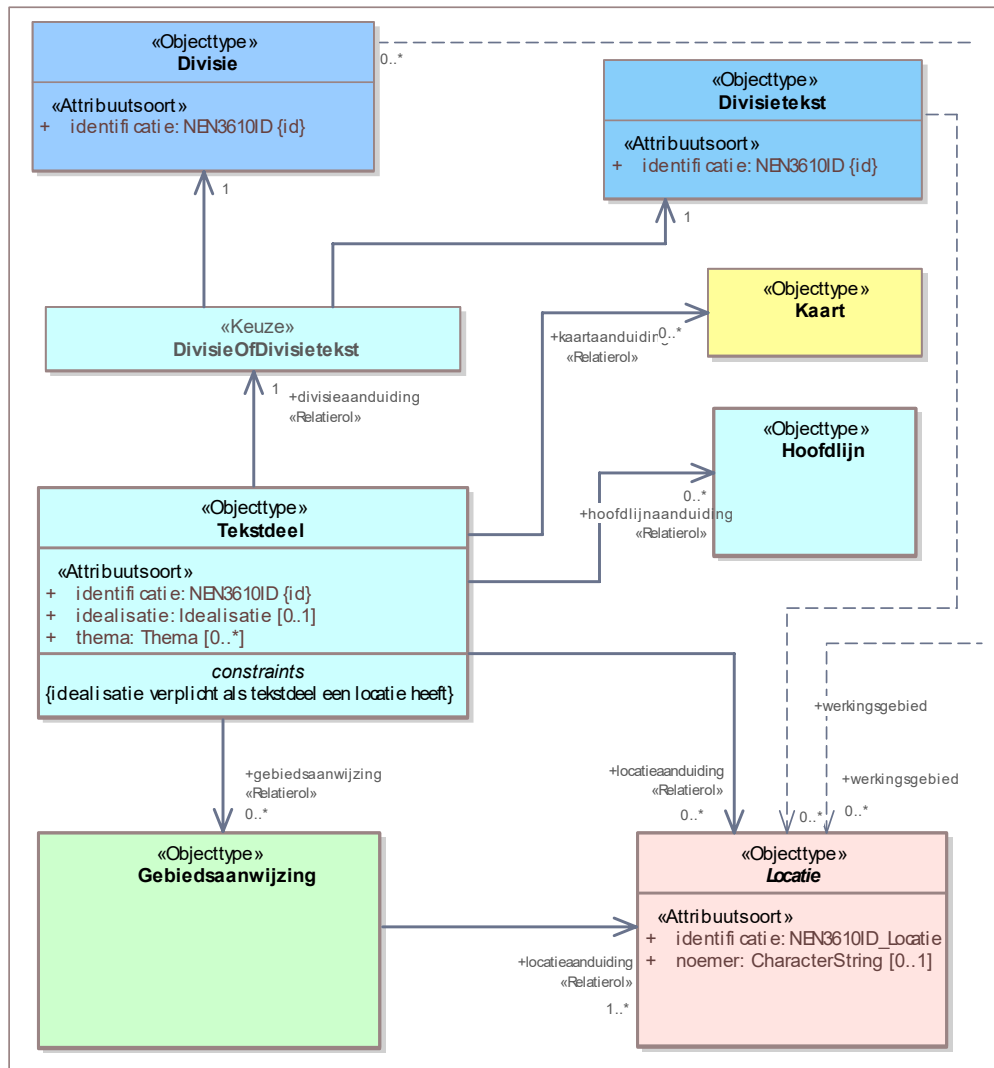 «Objecttype»
Divisie
«Attribuutsoort»
+ identificatie: NEN3610ID {id}
0..*
«Objecttype»
Divisietekst
«Attribuutsoort»
+ identificatie: NEN3610ID {id}
1
1
«Keuze»
DivisieOfDivisietekst
«Objecttype»
Kaart
+kaartaanduiding
0..*
«Relatierol»
1
+divisieaanduiding
«Relatierol»
«Objecttype»
Hoofdlijn
0..*
+hoofdlijnaanduiding
«Relatierol»
«Objecttype»
Tekstdeel
«Attribuutsoort»
+ identificatie: NEN3610ID {id}
+ idealisatie: Idealisatie [0..1]
+ thema: Thema [0..*]
constraints
{idealisatie verplicht als tekstdeel een locatie heeft}
+werkingsgebied
+gebiedsaanwijzing
«Relatierol»
0..*
+locatieaanduiding
«Relatierol»
0..*
+werkingsgebied
0..*
0..*
«Objecttype»
Gebiedsaanwijzing
«Objecttype»
Locatie
«Attribuutsoort»
+ identificatie: NEN3610ID_Locatie
+ noemer: CharacterString [0..1]
+locatieaanduiding
«Relatierol»
1..*